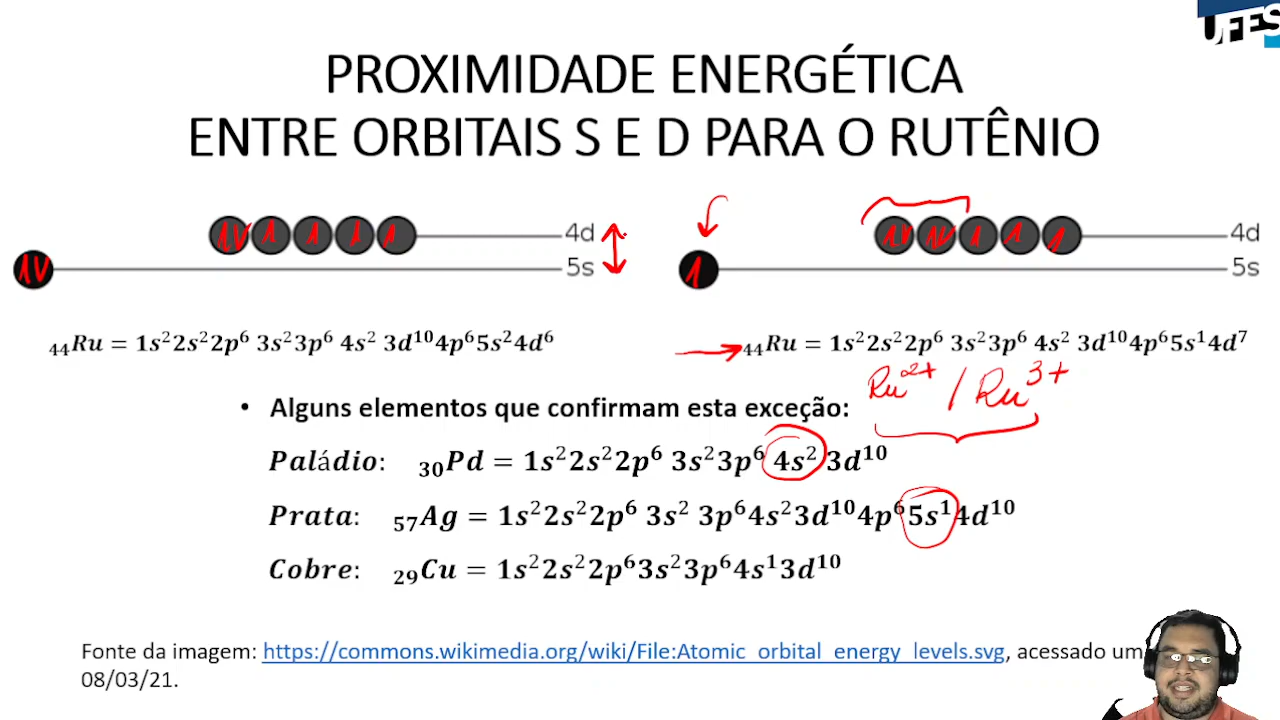 UFES
PROXIMIDADE ENERGÉTICA
ENTRE ORBITAIS S E D PARA O RUTÊNIO
4d
5s
4d
5s
₄₄Ru = 1s²2s²2p⁶ 3s²3p⁶ 4s² 3d¹⁰4p⁶5s²4d⁶
₄₄Ru = 1s²2s²2p⁶ 3s²3p⁶ 4s² 3d¹⁰4p⁶5s¹4d⁷
Ru²⁺ / Ru³⁺
• Alguns elementos que confirmam esta exceção:
Paládio: ₃₀Pd = 1s²2s²2p⁶ 3s²3p⁶ 4s² 3d¹⁰
Prata: ₅₇Ag = 1s²2s²2p⁶ 3s² 3p⁶4s²3d¹⁰4p⁶5s¹4d¹⁰
Cobre: ₂₉Cu = 1s²2s²2p⁶3s²3p⁶4s¹3d¹⁰
Fonte da imagem: https://commons.wikimedia.org/wiki/File:Atomic_orbital_energy_levels.svg, acessado um
08/03/21.